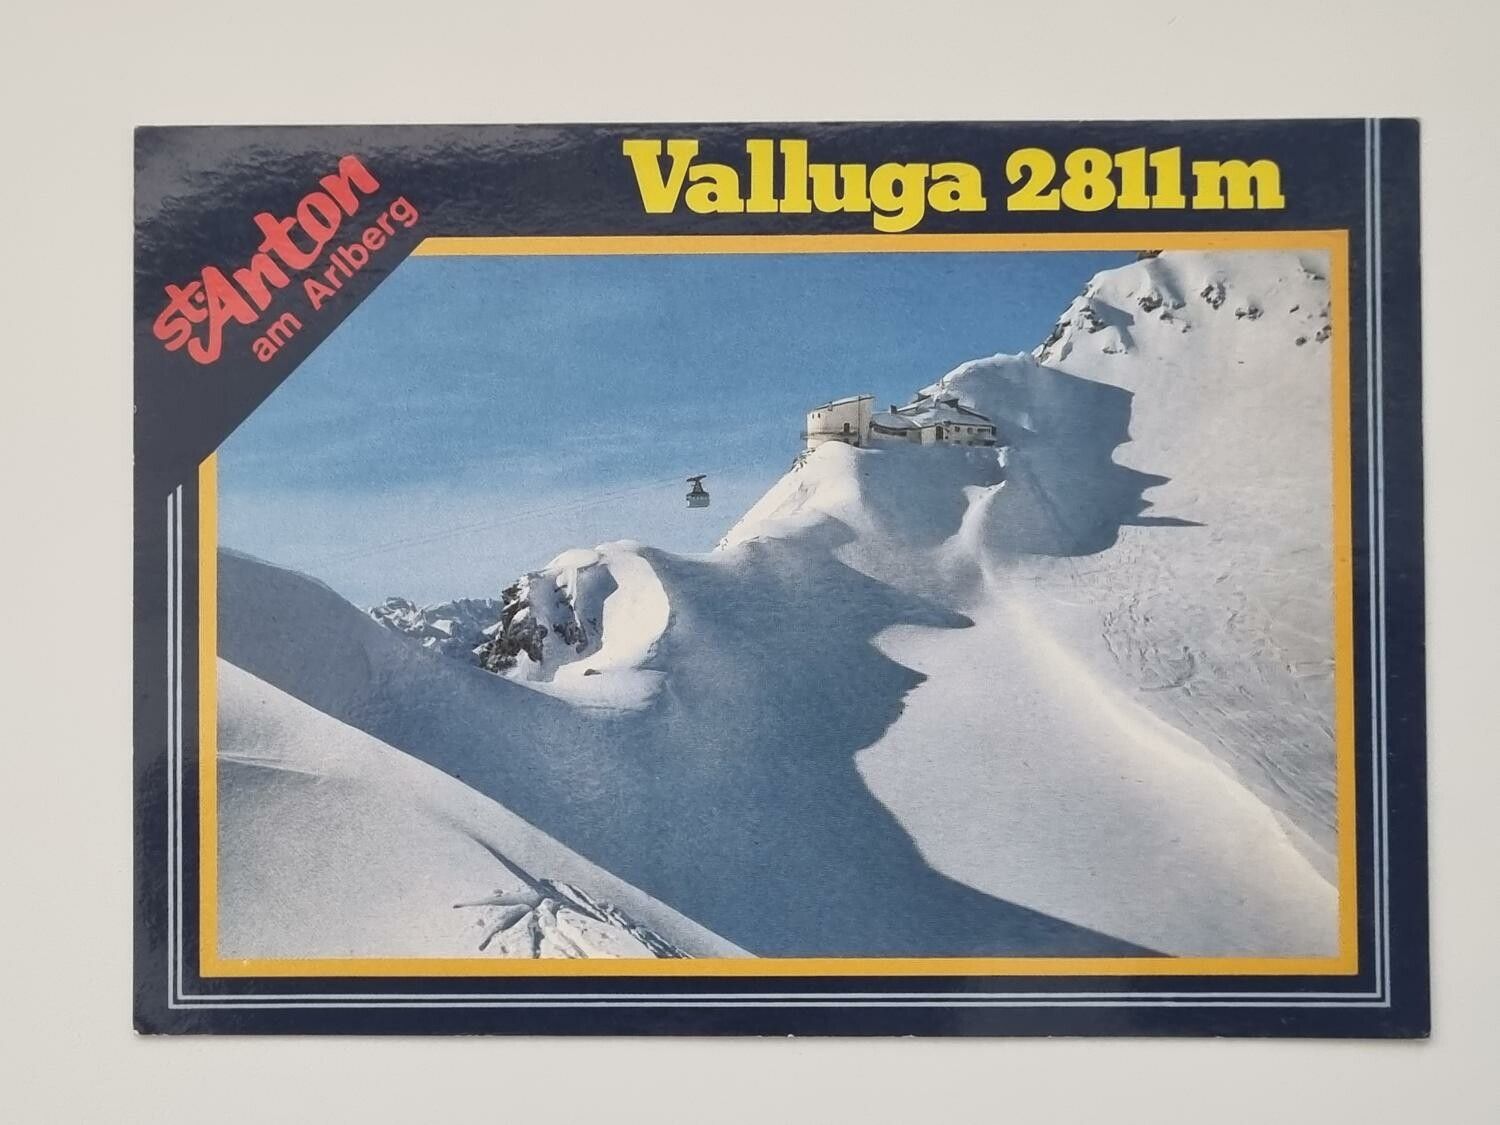 St. Anton
am Arlberg
Valluga 2811m